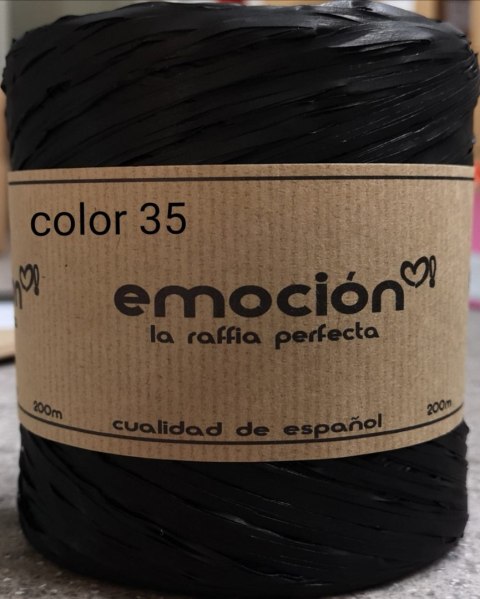 color 35
emoción
la raffia perfecta
200m
200m
cualidad de español